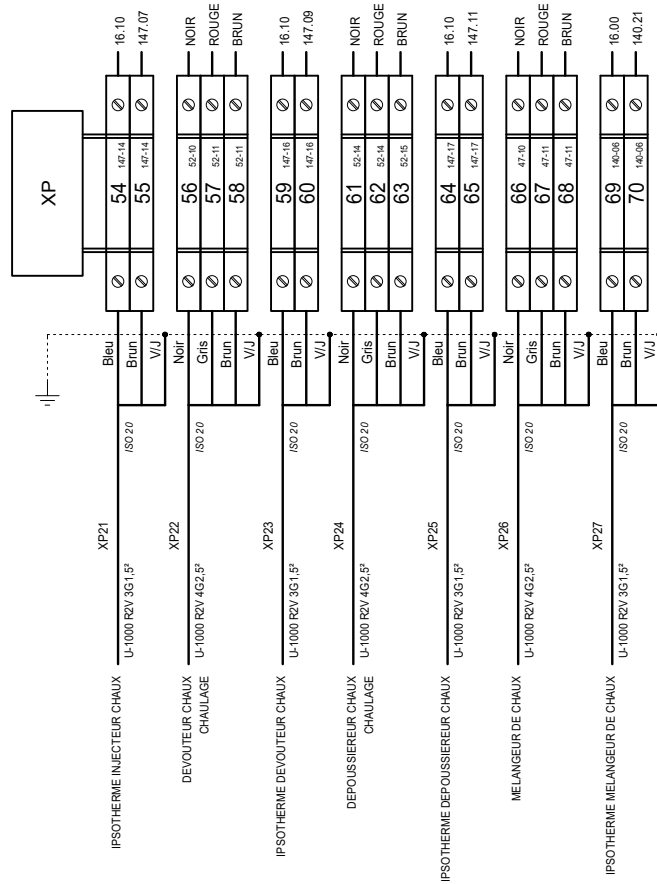 XP
16.10
54
147-14
Bleu
147.07
55
147-14
Brun
V/J
ISO 20
XP21
U-1000 R2V 3G1,5²
IPSOTHERME INJECTEUR CHAUX
NOIR
56
52-10
Noir
ROUGE
57
52-11
Gris
BRUN
58
52-11
Brun
V/J
ISO 20
XP22
U-1000 R2V 4G2,5²
DEVOUTEUR CHAUX
CHAULAGE
16.10
59
147-16
Bleu
147.09
60
147-16
Brun
V/J
ISO 20
XP23
U-1000 R2V 3G1,5²
IPSOTHERME DEVOUTEUR CHAUX
NOIR
61
52-14
Noir
ROUGE
62
52-14
Gris
BRUN
63
52-15
Brun
V/J
ISO 20
XP24
U-1000 R2V 4G2,5²
DEPOUSSIEREUR CHAUX
CHAULAGE
16.10
64
147-17
Bleu
147.11
65
147-17
Brun
V/J
ISO 20
XP25
U-1000 R2V 3G1,5²
IPSOTHERME DEPOUSSIEREUR CHAUX
NOIR
66
47-10
Noir
ROUGE
67
47-11
Gris
BRUN
68
47-11
Brun
V/J
ISO 20
XP26
U-1000 R2V 4G2,5²
MELANGEUR DE CHAUX
16.00
69
140-06
Bleu
140.21
70
140-06
Brun
V/J
ISO 20
XP27
U-1000 R2V 3G1,5²
IPSOTHERME MELANGEUR DE CHAUX